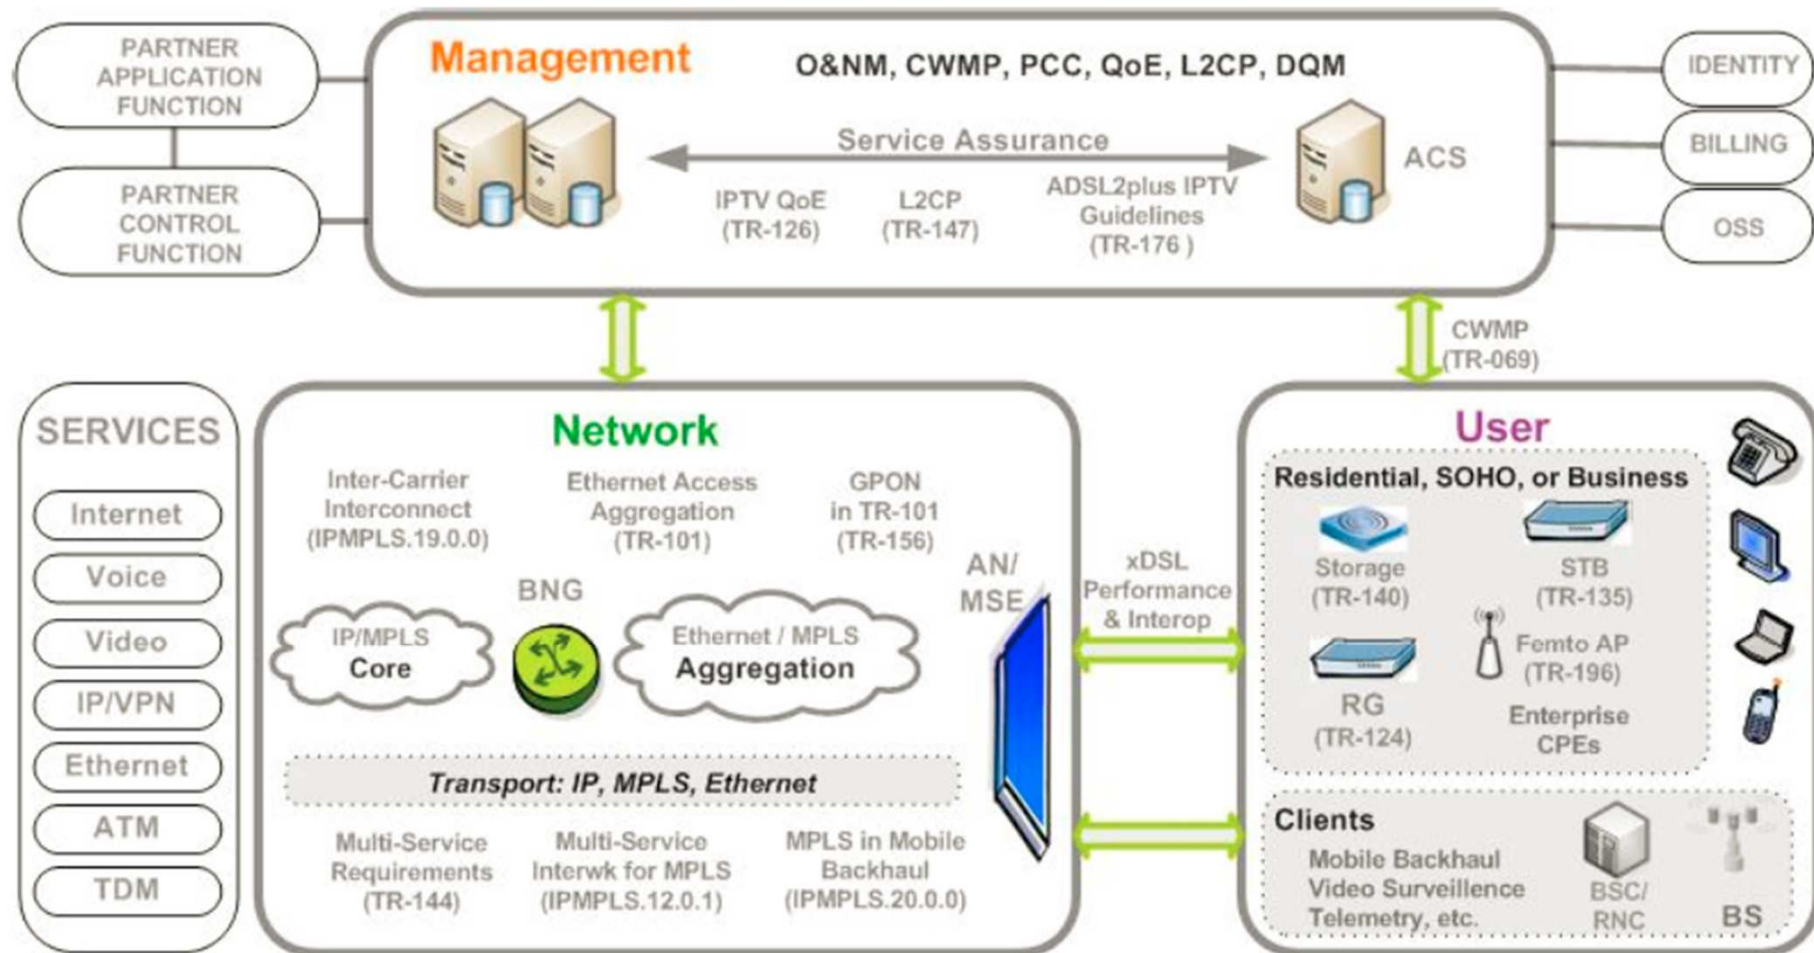 PARTNER
APPLICATION
FUNCTION
PARTNER
CONTROL
FUNCTION
Management
O&NM, CWMP, PCC, QoE, L2CP, DQM
Service Assurance
IPTV QoE
(TR-126)
L2CP
(TR-147)
ADSL2plus IPTV
Guidelines
(TR-176 )
ACS
IDENTITY
BILLING
OSS
CWMP
(TR-069)
SERVICES
Internet
Voice
Video
IP/VPN
Ethernet
ATM
TDM
Network
Inter-Carrier
Interconnect
(IPMPLS.19.0.0)
Ethernet Access
Aggregation
(TR-101)
GPON
in TR-101
(TR-156)
AN/
MSE
BNG
IP/MPLS
Core
Ethernet / MPLS
Aggregation
Transport: IP, MPLS, Ethernet
Multi-Service
Requirements
(TR-144)
Multi-Service
Interwk for MPLS
(IPMPLS.12.0.1)
MPLS in Mobile
Backhaul
(IPMPLS.20.0.0)
xDSL
Performance
& Interop
User
Residential, SOHO, or Business
Storage
(TR-140)
STB
(TR-135)
RG
(TR-124)
Femto AP
(TR-196)
Enterprise
CPEs
Clients
Mobile Backhaul
Video Surveillence
Telemetry, etc.
BSC/
RNC
BS